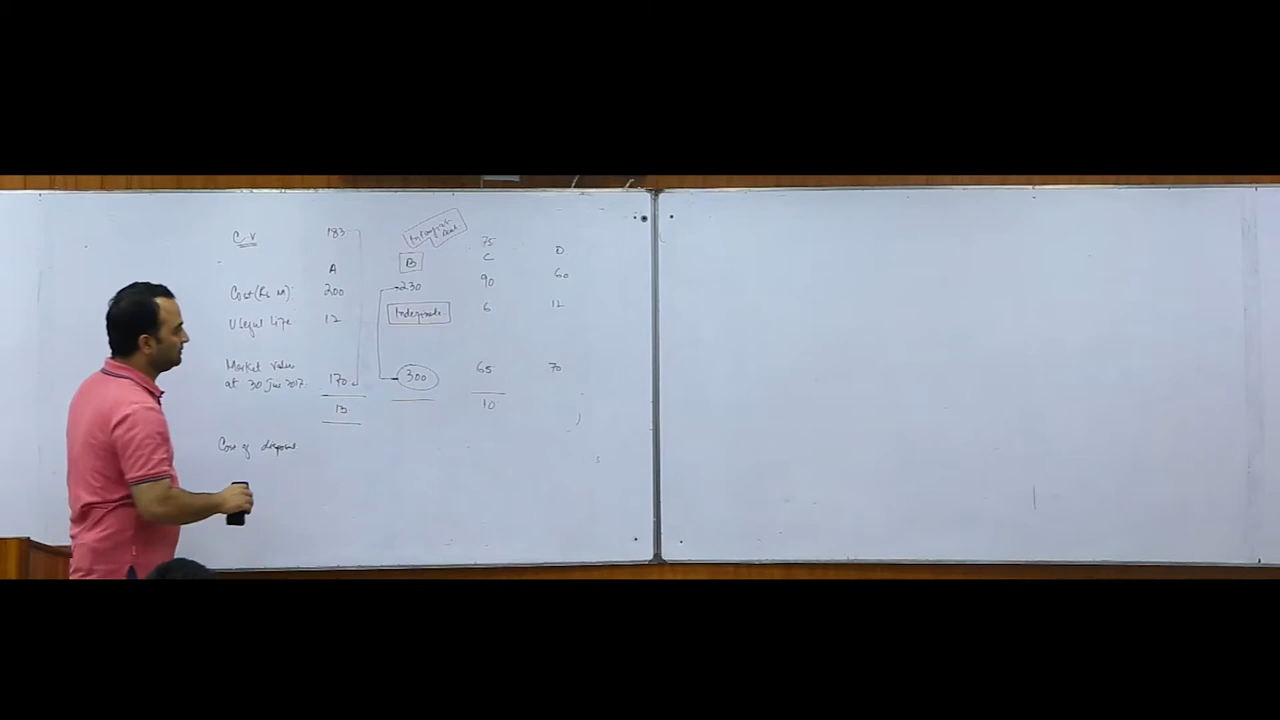 C V 183
75
A B C D
Cost (Rs M) 200 230 90 60
Useful life 12 Indefinite 6 12
Market value
at 30 June 2017 170 300 65 70
13 10
Cost of disposal